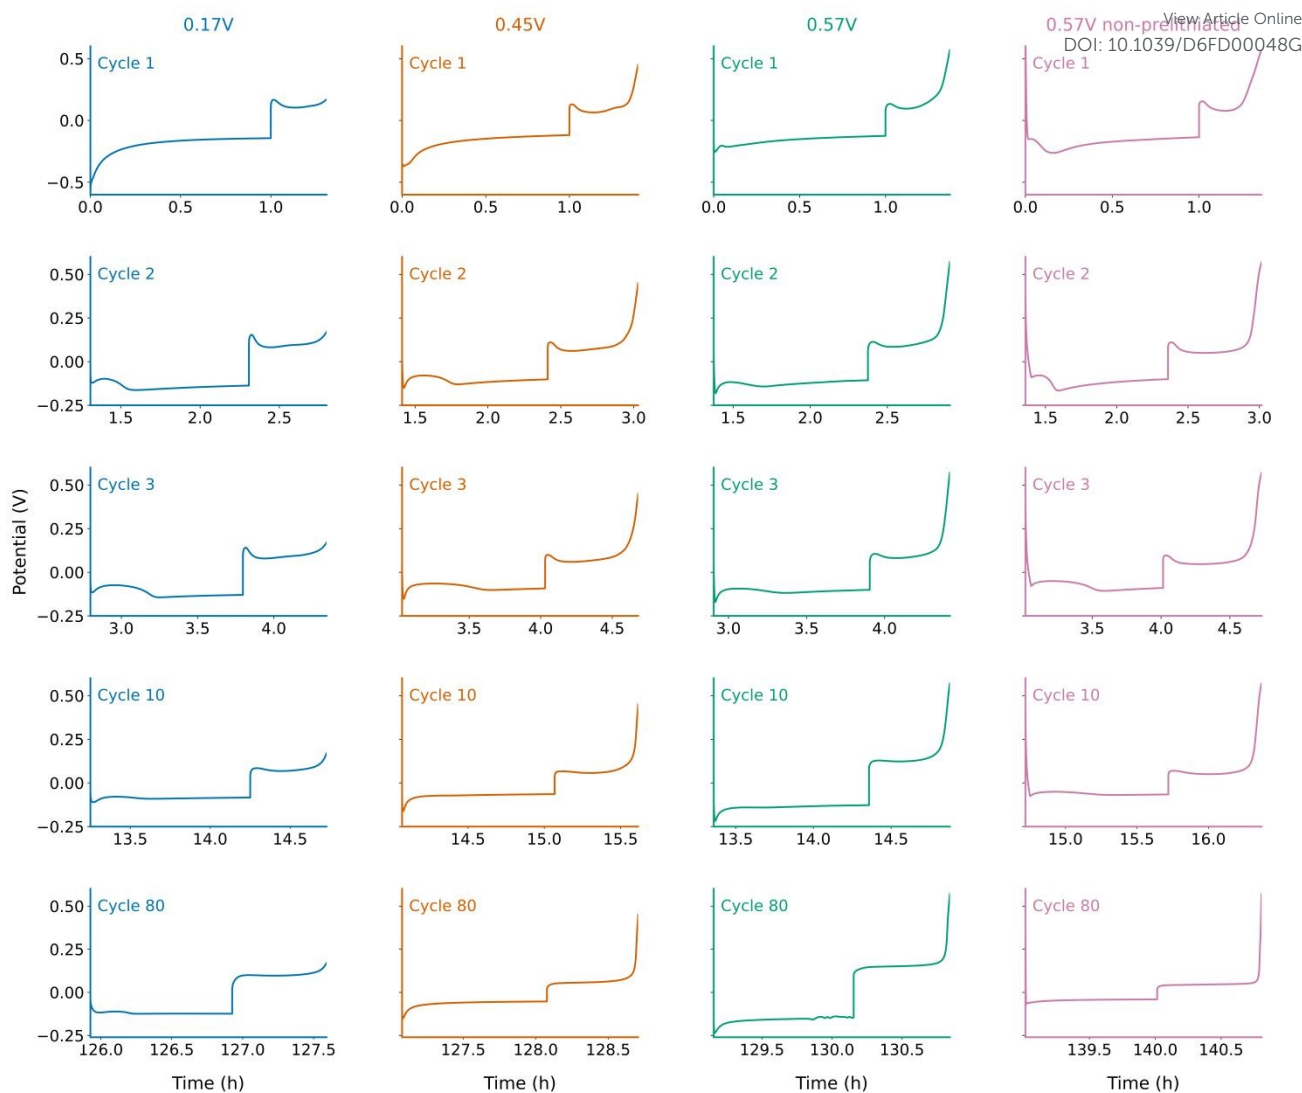 0.17V 0.45V 0.57V 0.57V non-prelithiated
View Article Online
DOI: 10.1039/D6FD00048G
Cycle 1 Cycle 1 Cycle 1 Cycle 1
0.5
0.0
−0.5
0.0 0.5 1.0 0.0 0.5 1.0 0.0 0.5 1.0 0.0 0.5 1.0
Cycle 2 Cycle 2 Cycle 2 Cycle 2
0.50
0.25
0.00
−0.25
1.5 2.0 2.5 1.5 2.0 2.5 3.0 1.5 2.0 2.5 1.5 2.0 2.5 3.0
Cycle 3 Cycle 3 Cycle 3 Cycle 3
0.50
0.25
0.00
−0.25
3.0 3.5 4.0 3.5 4.0 4.5 3.0 3.5 4.0 3.5 4.0 4.5
Potential (V)
Cycle 10 Cycle 10 Cycle 10 Cycle 10
0.50
0.25
0.00
−0.25
13.5 14.0 14.5 14.5 15.0 15.5 13.5 14.0 14.5 15.0 15.5 16.0
Cycle 80 Cycle 80 Cycle 80 Cycle 80
0.50
0.25
0.00
−0.25
126.0 126.5 127.0 127.5 127.5 128.0 128.5 129.5 130.0 130.5 139.5 140.0 140.5
Time (h) Time (h) Time (h) Time (h)